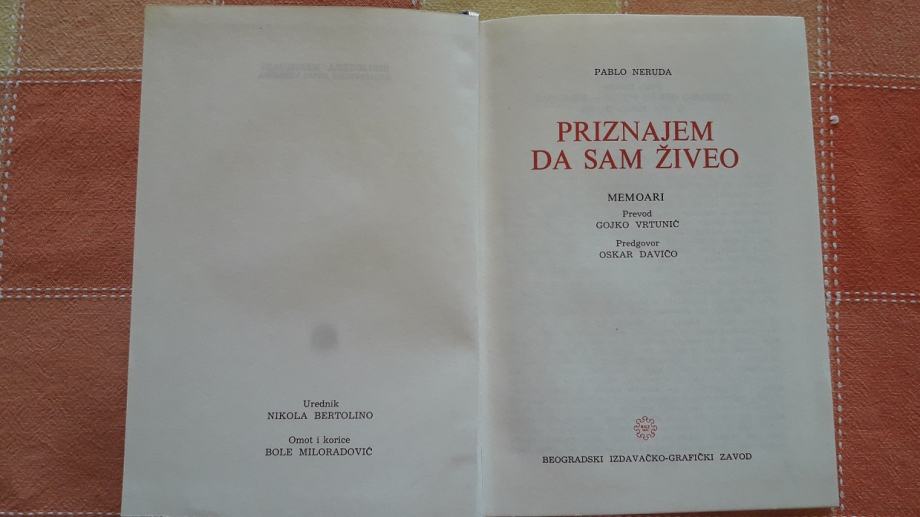 Urednik
NIKOLA BERTOLINO
Omot i korice
BOLE MILORADOVIĆ
PABLO NERUDA
PRIZNAJEM
DA SAM ŽIVEO
MEMOARI
Prevod
GOJKO VRTUNIĆ
Predgovor
OSKAR DAVIČO
BEOGRADSKI IZDAVAČKO-GRAFIČKI ZAVOD